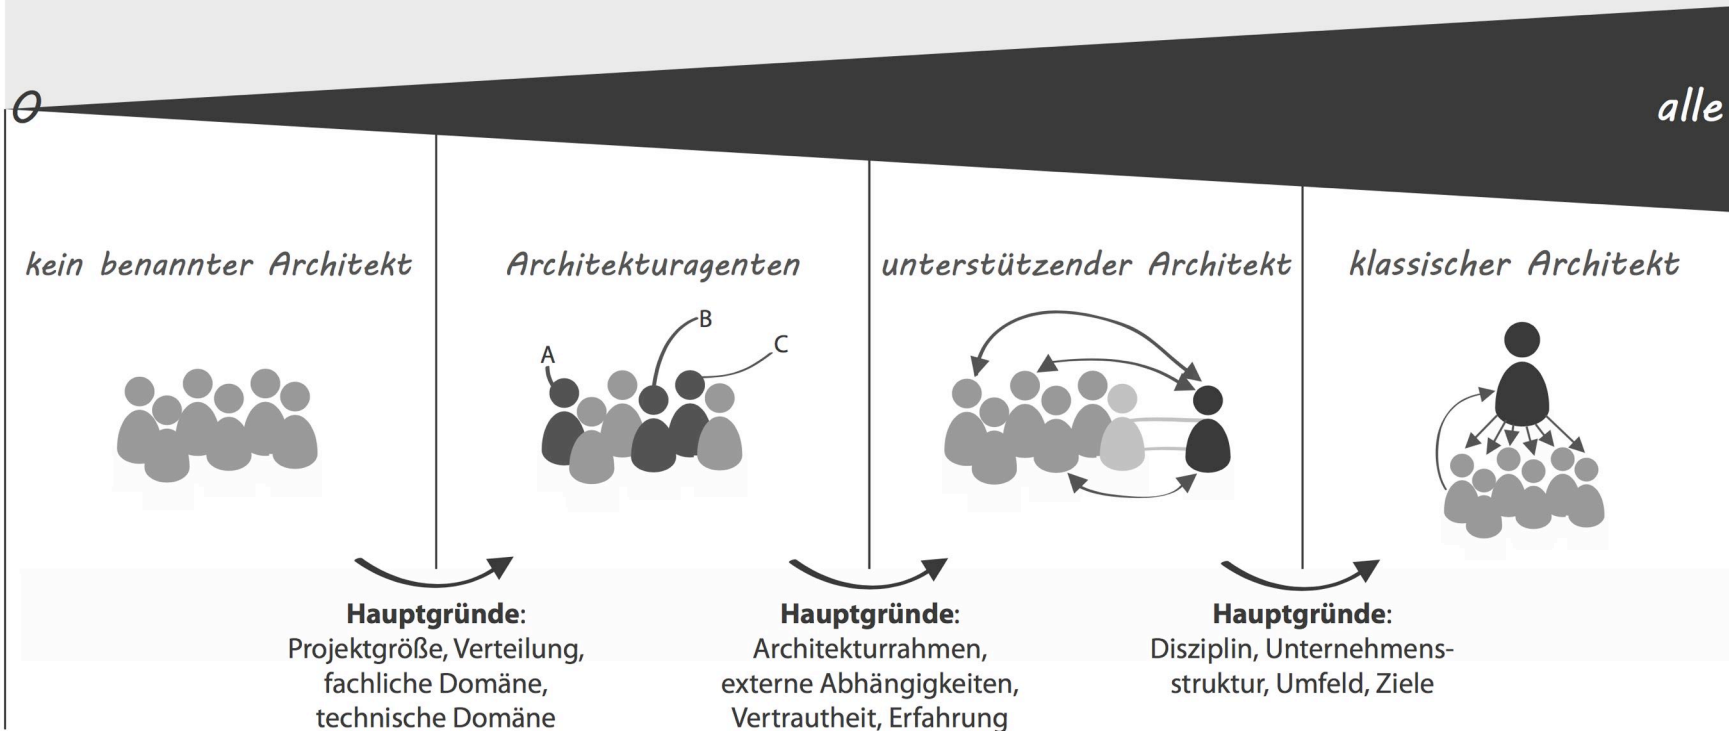 0
alle
kein benannter Architekt
Architekturagenten
unterstützender Architekt
klassischer Architekt
A
B
C
Hauptgründe:
Projektgröße, Verteilung,
fachliche Domäne,
technische Domäne
Hauptgründe:
Architekturrahmen,
externe Abhängigkeiten,
Vertrautheit, Erfahrung
Hauptgründe:
Disziplin, Unternehmens-
struktur, Umfeld, Ziele